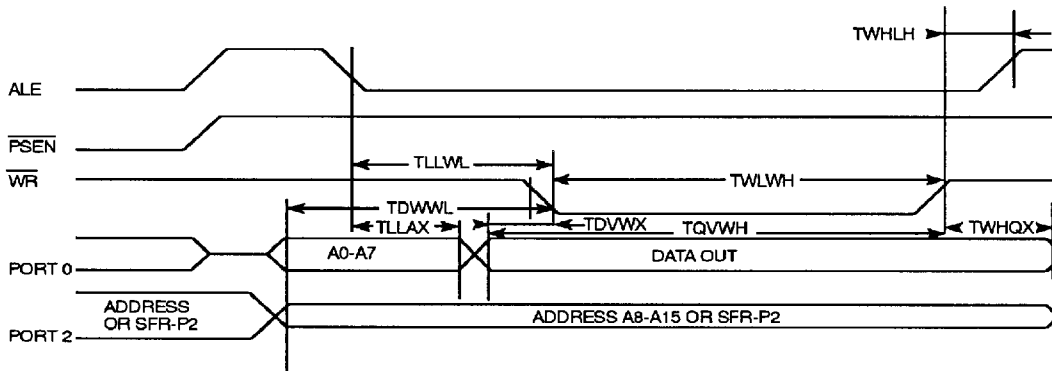 TWHLH
ALE
PSEN
TLLWL
WR
TWLWH
TDWWL
TLLAX
TDVWX
TQVWH
TWHQX
A0-A7
DATA OUT
PORT 0
ADDRESS
OR SFR-P2
ADDRESS A8-A15 OR SFR-P2
PORT 2